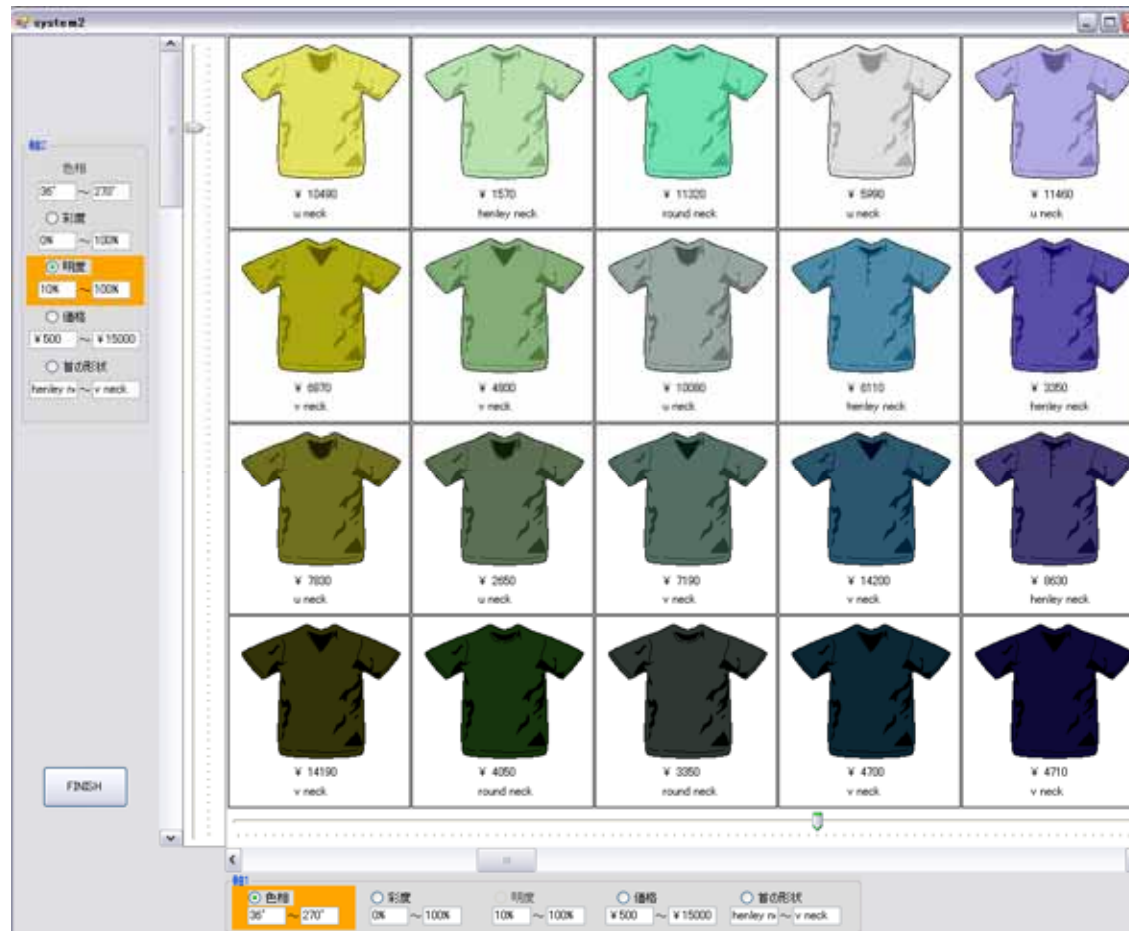 system2
軸2
色相
36° ~ 270°
彩度
0% ~ 100%
明度
10% ~ 100%
価格
¥500 ~ ¥15000
首の形状
henley n ~ v neck
FINISH
¥ 10490
u neck
¥ 1570
henley neck
¥ 11320
round neck
¥ 5990
u neck
¥ 11460
u neck
¥ 6870
v neck
¥ 4800
v neck
¥ 10080
u neck
¥ 6110
henley neck
¥ 3350
henley neck
¥ 7830
u neck
¥ 2650
u neck
¥ 7190
v neck
¥ 14200
v neck
¥ 8630
henley neck
¥ 14190
v neck
¥ 4050
round neck
¥ 3350
round neck
¥ 4700
v neck
¥ 4710
v neck
軸1
色相
36° ~ 270°
彩度
0% ~ 100%
明度
10% ~ 100%
価格
¥500 ~ ¥15000
首の形状
henley n ~ v neck